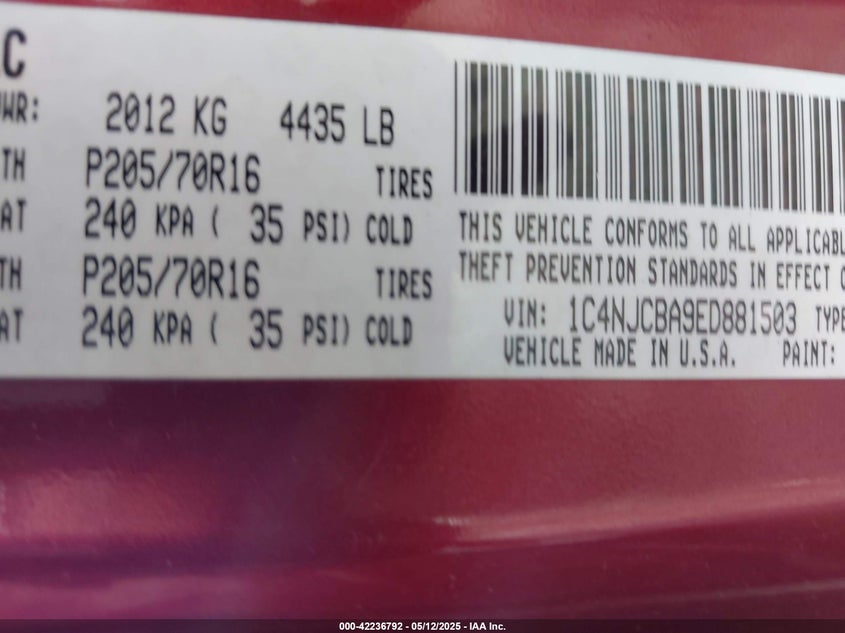 C
WR: 2012 KG 4435 LB
TH P205/70R16 TIRES
AT 240 KPA ( 35 PSI) COLD
TH P205/70R16 TIRES
AT 240 KPA ( 35 PSI) COLD
THIS VEHICLE CONFORMS TO ALL APPLICABL
THEFT PREVENTION STANDARDS IN EFFECT O
VIN: 1C4NJCBA9ED881503 TYPE
VEHICLE MADE IN U.S.A. PAINT:
000-42236792 - 05/12/2025 - IAA Inc.